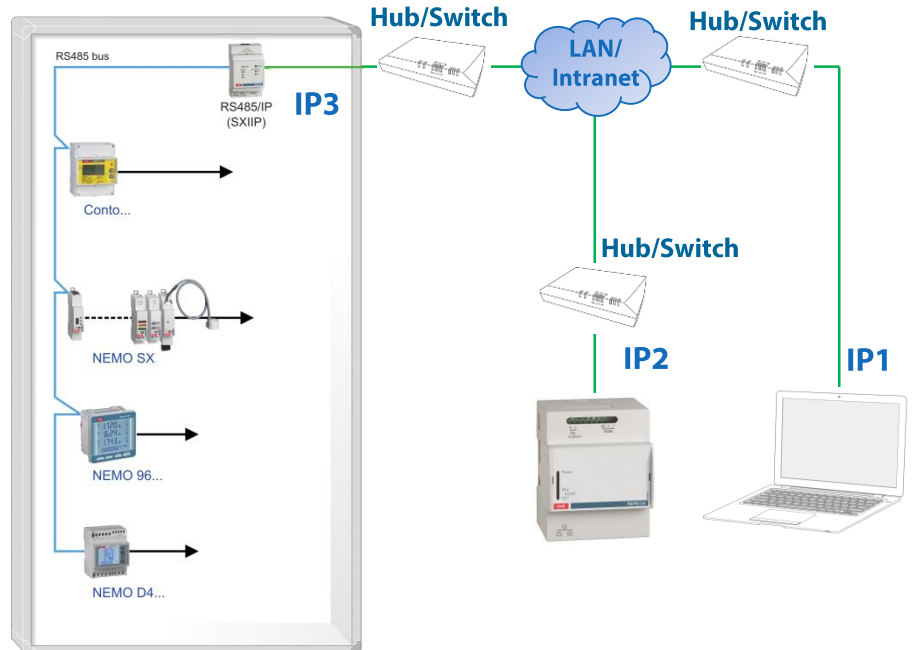 Hub/Switch
Hub/Switch
LAN/
Intranet
RS485 bus
RS485/IP
(SXIIP)
IP3
Conto...
Hub/Switch
NEMO SX
IP2
IP1
NEMO 96...
Power
NEMO D4...